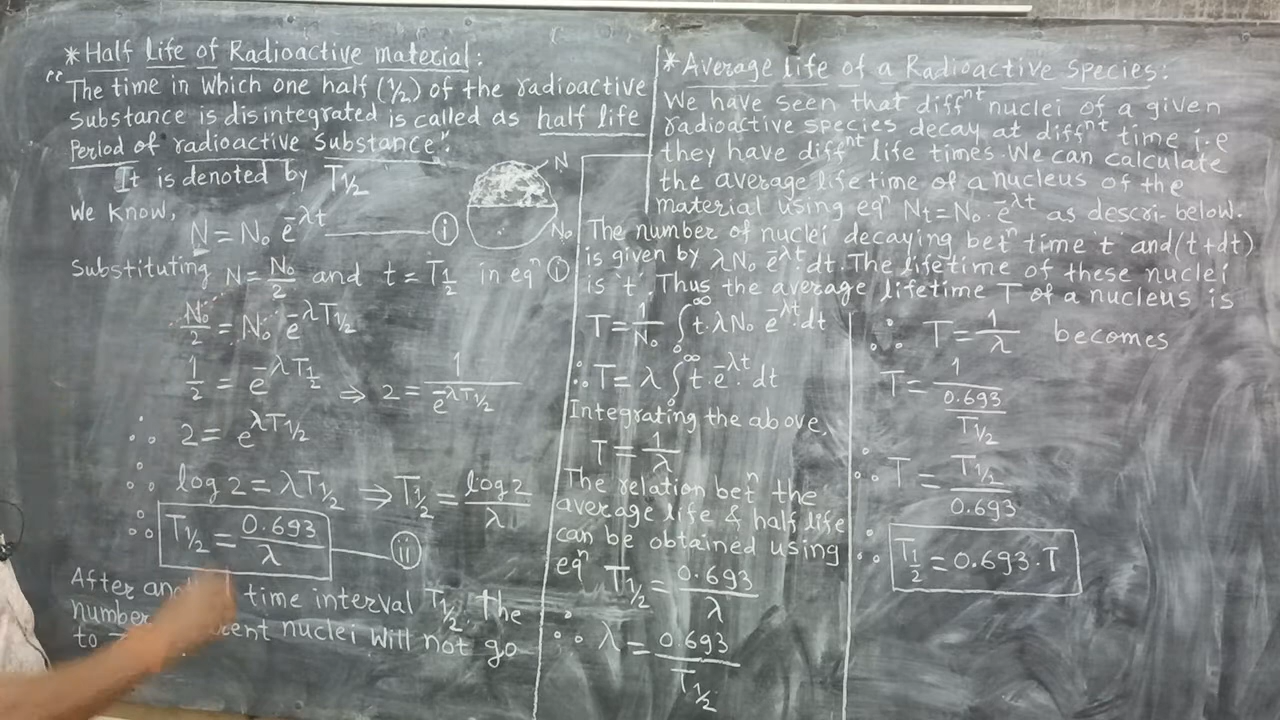 *Half Life of Radioactive material:
"The time in which one half (1/2) of the radioactive
substance is disintegrated is called as half life
Period of radioactive Substance".
It is denoted by T1/2
N
N₀
We know,
N = N₀ e^-λt ——— (i)
Substituting N = N₀/2 and t = T1/2 in eqⁿ (i)
N₀/2 = N₀ e^-λT1/2
1/2 = e^-λT1/2 ⇒ 2 = 1/e^-λT1/2
∴ 2 = e^λT1/2
∴ log 2 = λT1/2 ⇒ T1/2 = log 2/λ
∴ T1/2 = 0.693/λ ——— (ii)
After time interval T1/2, the
number nuclei will not go
to
*Average life of a Radioactive Species:
We have seen that diffⁿᵗ nuclei of a given
radioactive species decay at diffⁿᵗ time i.e
they have diffⁿᵗ life times. We can calculate
the average lifetime of a nucleus of the
material using eqⁿ Nt = N₀. e^-λt as descri- below.
The number of nuclei decaying betⁿ time 't' and (t+dt)
is given by λN₀ e^-λt dt. The lifetime of these nuclei
is 't'. Thus the average lifetime T of a nucleus is
T = 1/N₀ ∫₀^∞ t. λN₀ e^-λt. dt
∴ T = λ ∫₀^∞ t. e^-λt. dt
Integrating the above,
T = 1/λ
The relation betⁿ the
average life & half life
can be obtained using
eqⁿ T1/2 = 0.693/λ
∴ λ = 0.693/T1/2
∴ T = 1/λ becomes
T = 1/(0.693/T1/2)
∴ T = T1/2/0.693
∴ T1/2 = 0.693. T